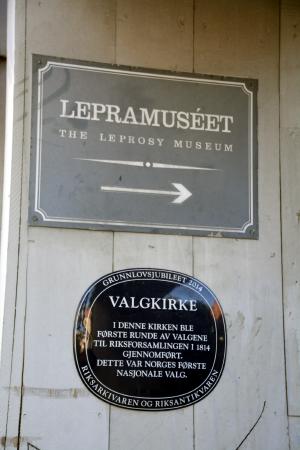 LEPRAMUSÉET
THE LEPROSY MUSEUM
GRUNNLOVSJUBILEET 2014
VALGKIRKE
I DENNE KIRKEN BLE
FØRSTE RUNDE AV VALGENE
TIL RIKSFORSAMLINGEN I 1814
GJENNOMFØRT.
DETTE VAR NORGES FØRSTE
NASJONALE VALG.
RIKSARKIVAREN OG RIKSANTIKVAREN